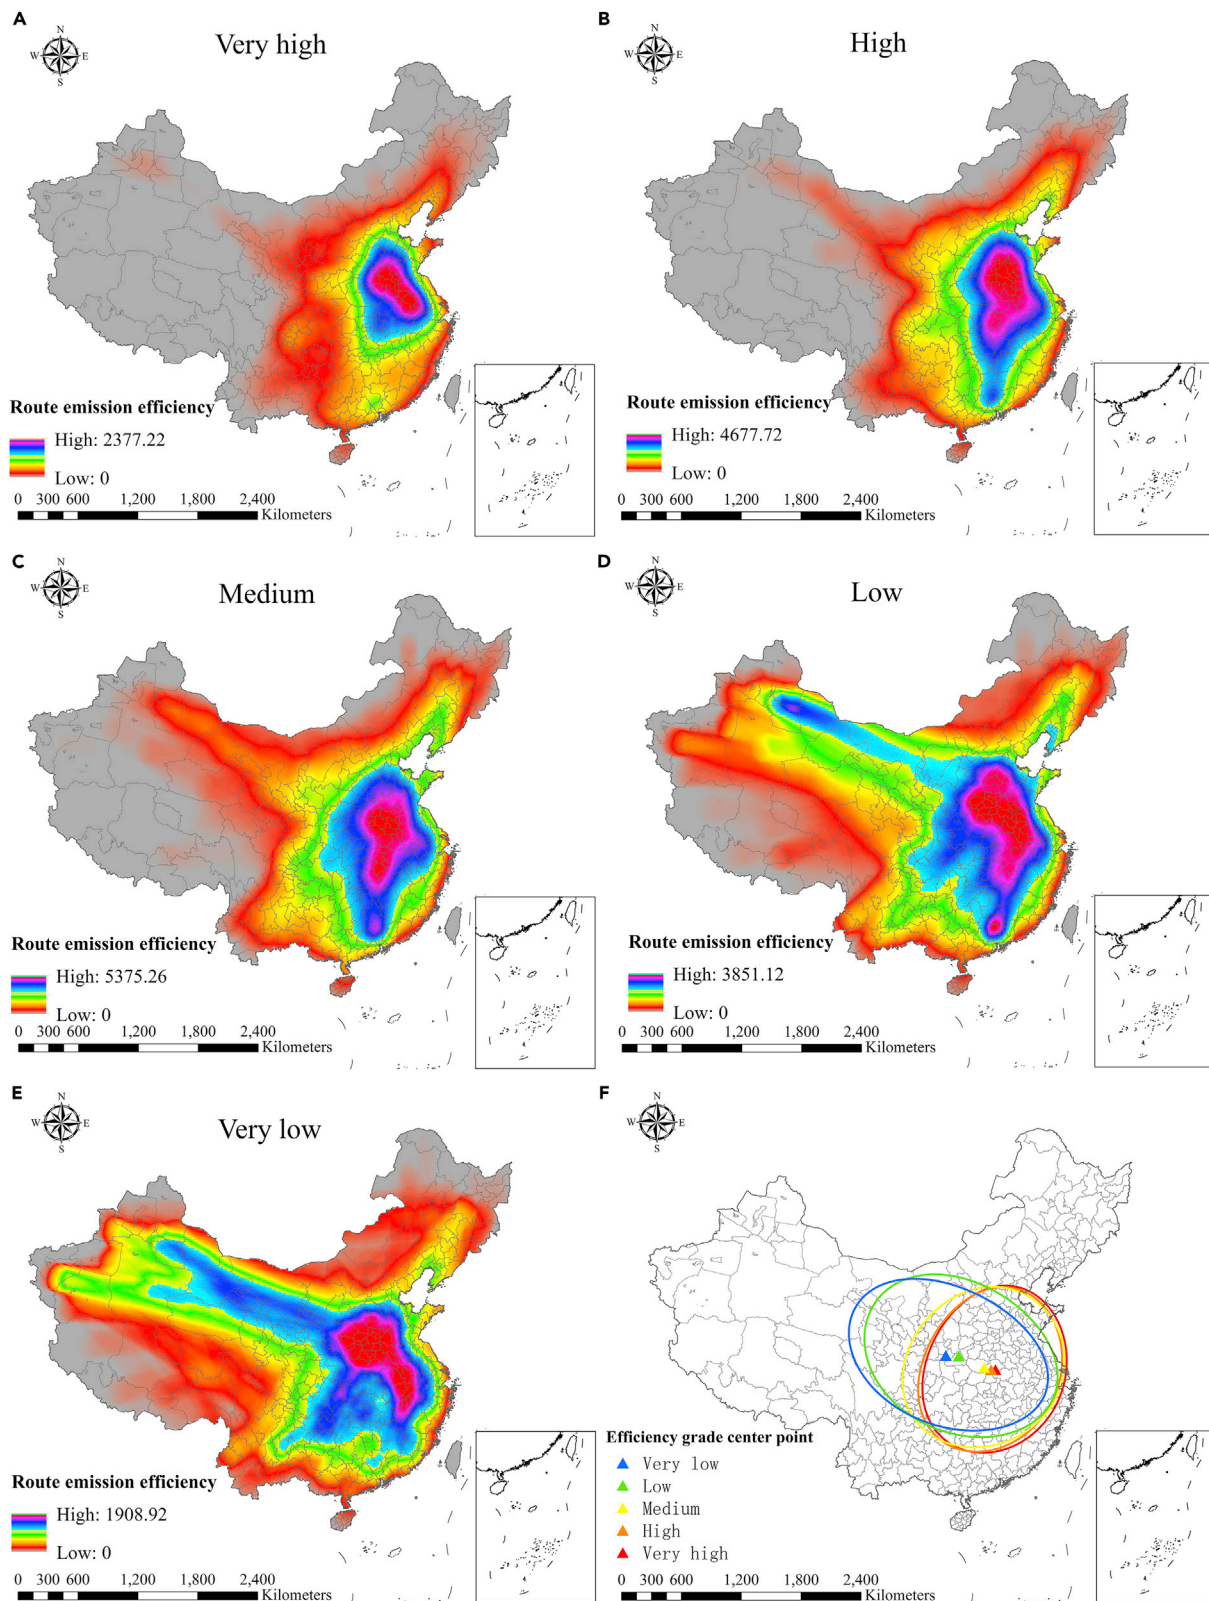 A
N
W E
S
Very high
Route emission efficiency
High: 2377.22
Low: 0
0 300 600 1,200 1,800 2,400
Kilometers
B
N
W E
S
High
Route emission efficiency
High: 4677.72
Low: 0
0 300 600 1,200 1,800 2,400
Kilometers
C
N
W E
S
Medium
Route emission efficiency
High: 5375.26
Low: 0
0 300 600 1,200 1,800 2,400
Kilometers
D
N
W E
S
Low
Route emission efficiency
High: 3851.12
Low: 0
0 300 600 1,200 1,800 2,400
Kilometers
E
N
W E
S
Very low
Route emission efficiency
High: 1908.92
Low: 0
0 300 600 1,200 1,800 2,400
Kilometers
F
N
W E
S
Efficiency grade center point
Very low
Low
Medium
High
Very high
0 300 600 1,200 1,800 2,400
Kilometers